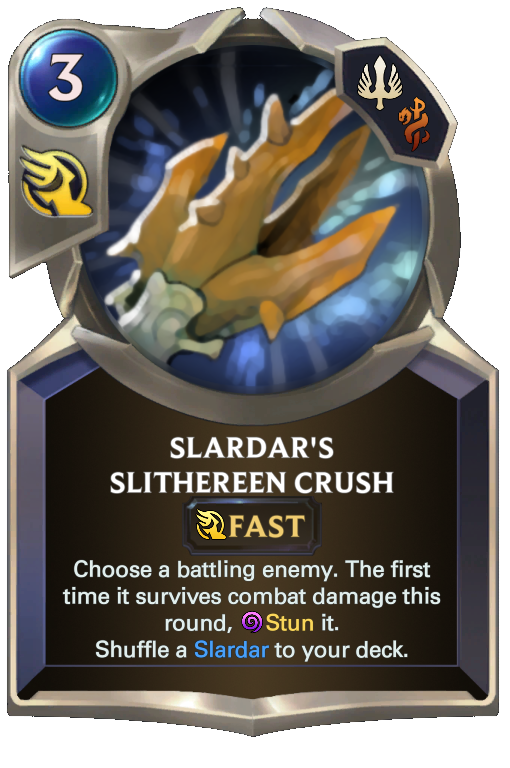 3
SLARDAR'S
SLITHEREEN CRUSH
FAST
Choose a battling enemy. The first
time it survives combat damage this
round, Stun it.
Shuffle a Slardar to your deck.